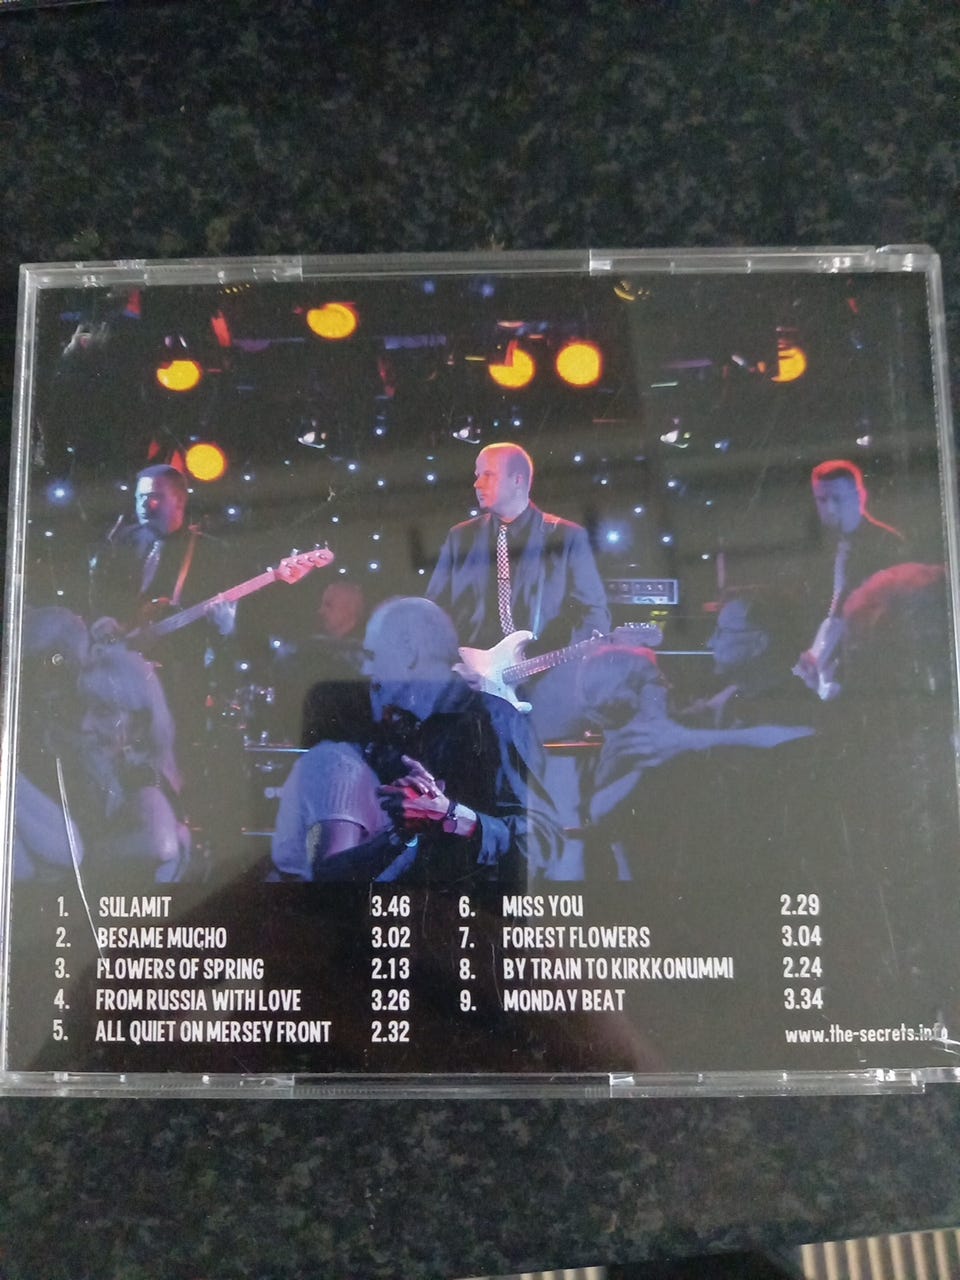 1. SULAMIT 3.46
2. BESAME MUCHO 3.02
3. FLOWERS OF SPRING 2.13
4. FROM RUSSIA WITH LOVE 3.26
5. ALL QUIET ON MERSEY FRONT 2.32
6. MISS YOU 2.29
7. FOREST FLOWERS 3.04
8. BY TRAIN TO KIRKKONUMMI 2.24
9. MONDAY BEAT 3.34
www.the-secrets.info